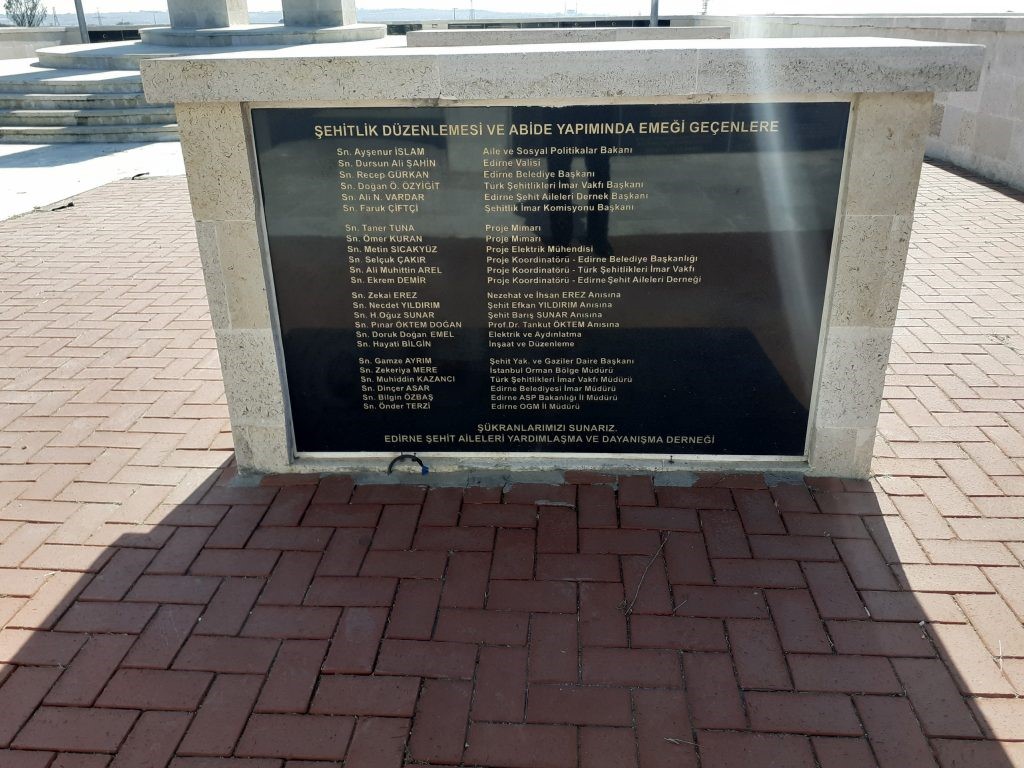 ŞEHİTLİK DÜZENLEMESİ VE ABİDE YAPIMINDA EMEĞİ GEÇENLERE
Sn. Ayşenur İSLAM Aile ve Sosyal Politikalar Bakanı
Sn. Dursun Ali ŞAHİN Edirne Valisi
Sn. Recep GÜRKAN Edirne Belediye Başkanı
Sn. Doğan Ö. ÖZYİĞİT Türk Şehitlikleri İmar Vakfı Başkanı
Sn. Ali N. VARDAR Edirne Şehit Aileleri Dernek Başkanı
Sn. Faruk ÇİFTÇİ Şehitlik İmar Komisyonu Başkanı
Sn. Taner TUNA Proje Mimarı
Sn. Ömer KURAN Proje Mimarı
Sn. Metin SICAKYÜZ Proje Elektrik Mühendisi
Sn. Selçuk ÇAKIR Proje Koordinatörü - Edirne Belediye Başkanlığı
Sn. Ali Muhittin AREL Proje Koordinatörü - Türk Şehitlikleri İmar Vakfı
Sn. Ekrem DEMİR Proje Koordinatörü - Edirne Şehit Aileleri Derneği
Sn. Zekai EREZ Nezehat ve İhsan EREZ Anısına
Sn. Necdet YILDIRIM Şehit Efkan YILDIRIM Anısına
Sn. H.Oğuz SUNAR Şehit Barış SUNAR Anısına
Sn. Pınar ÖKTEM DOĞAN Prof.Dr. Tankut ÖKTEM Anısına
Sn. Doruk Doğan EMEL Elektrik ve Aydınlatma
Sn. Hayati BİLGİN İnşaat ve Düzenleme
Sn. Gamze AYRIM Şehit Yak. ve Gaziler Daire Başkanı
Sn. Zekeriya MERE İstanbul Orman Bölge Müdürü
Sn. Muhiddin KAZANCI Türk Şehitlikleri İmar Vakfı Müdürü
Sn. Dinçer ASAR Edirne Belediyesi İmar Müdürü
Sn. Bilgin ÖZBAŞ Edirne ASP Bakanlığı İl Müdürü
Sn. Önder TERZİ Edirne OGM İl Müdürü
ŞÜKRANLARIMIZI SUNARIZ.
EDİRNE ŞEHİT AİLELERİ YARDIMLAŞMA VE DAYANIŞMA DERNEĞİ